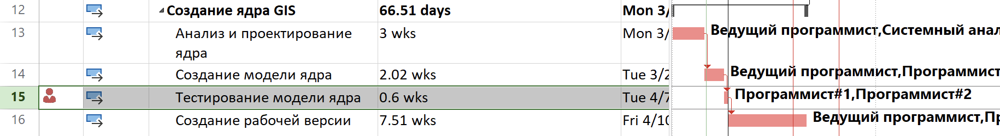 12 Создание ядра GIS 66.51 days Mon 3/
13 Анализ и проектирование 3 wks Mon 3/ Ведущий программист,Системный анал
ядра
14 Создание модели ядра 2.02 wks Tue 3/2 Ведущий программист,Программист
15 Тестирование модели ядра 0.6 wks Tue 4/7 Программист#1,Программист#2
16 Создание рабочей версии 7.51 wks Fri 4/10 Ведущий программист,Пр